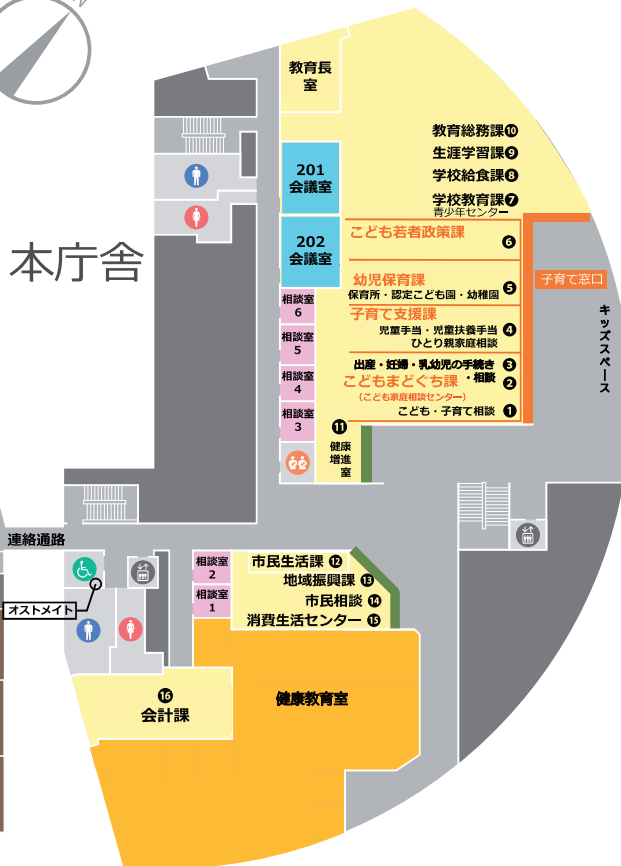 N
教育長
室
201
会議室
教育総務課❿
生涯学習課❾
学校給食課❽
学校教育課❼
青少年センター
本庁舎
202
会議室
こども若者政策課
❻
子育て窓口
キッズスペース
幼児保育課
保育所・認定こども園・幼稚園 ❺
子育て支援課
児童手当・児童扶養手当 ❹
ひとり親家庭相談
出産・妊婦・乳幼児の手続き ❸
・相談
こどもまどぐち課 ❷
（こども家庭相談センター）
こども・子育て相談 ❶
相談室
6
相談室
5
相談室
4
相談室
3
⓫
健康
増進
室
連絡通路
オストメイト
相談室
2
相談室
1
市民生活課 ⓬
地域振興課 ⓭
市民相談 ⓮
消費生活センター ⓯
⓰
会計課
健康教育室